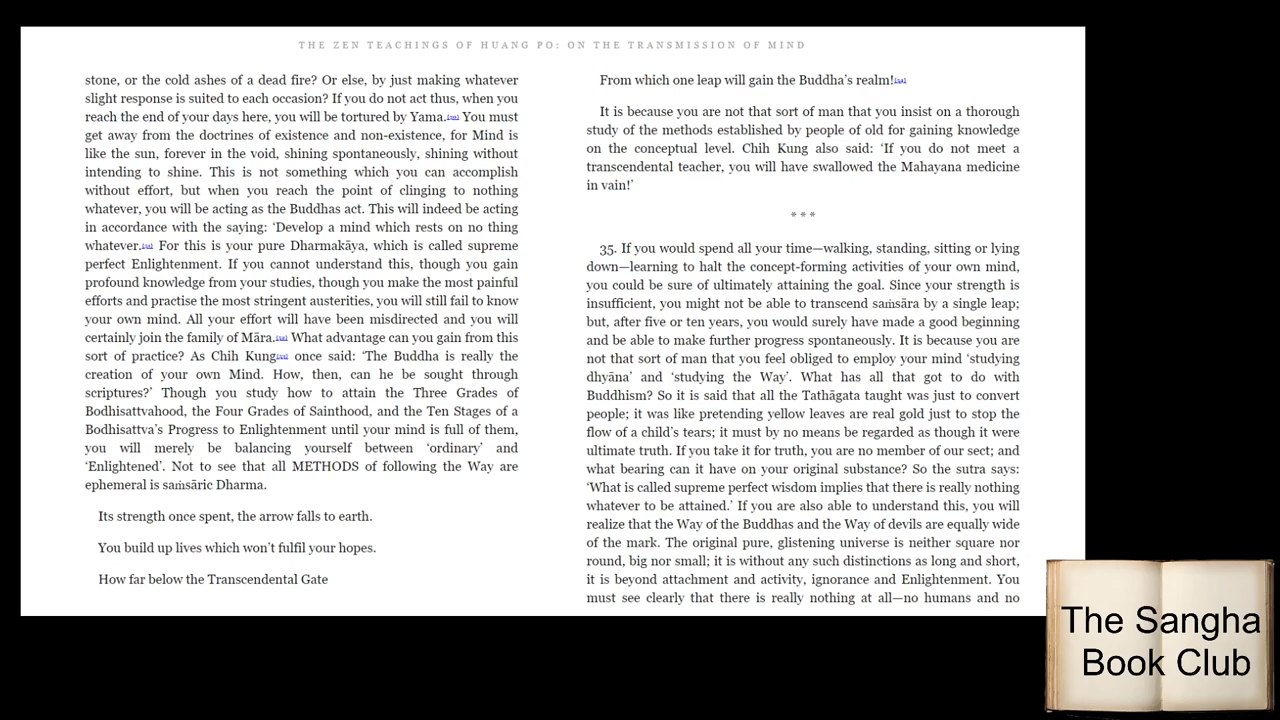 THE ZEN TEACHINGS OF HUANG PO: ON THE TRANSMISSION OF MIND
stone, or the cold ashes of a dead fire? Or else, by just making whatever
slight response is suited to each occasion? If you do not act thus, when you
reach the end of your days here, you will be tortured by Yama. You must
get away from the doctrines of existence and non-existence, for Mind is
like the sun, forever in the void, shining spontaneously, shining without
intending to shine. This is not something which you can accomplish
without effort, but when you reach the point of clinging to nothing
whatever, you will be acting as the Buddhas act. This will indeed be acting
in accordance with the saying: ‘Develop a mind which rests on no thing
whatever. For this is your pure Dharmakāya, which is called supreme
perfect Enlightenment. If you cannot understand this, though you gain
profound knowledge from your studies, though you make the most painful
efforts and practise the most stringent austerities, you will still fail to know
your own mind. All your effort will have been misdirected and you will
certainly join the family of Māra. What advantage can you gain from this
sort of practice? As Chih Kung once said: ‘The Buddha is really the
creation of your own Mind. How, then, can he be sought through
scriptures?’ Though you study how to attain the Three Grades of
Bodhisattvahood, the Four Grades of Sainthood, and the Ten Stages of a
Bodhisattva’s Progress to Enlightenment until your mind is full of them,
you will merely be balancing yourself between ‘ordinary’ and
‘Enlightened’. Not to see that all METHODS of following the Way are
ephemeral is saṁsāric Dharma.
Its strength once spent, the arrow falls to earth.
You build up lives which won’t fulfil your hopes.
How far below the Transcendental Gate
From which one leap will gain the Buddha’s realm!
It is because you are not that sort of man that you insist on a thorough
study of the methods established by people of old for gaining knowledge
on the conceptual level. Chih Kung also said: ‘If you do not meet a
transcendental teacher, you will have swallowed the Mahayana medicine
in vain!’
* * *
35. If you would spend all your time—walking, standing, sitting or lying
down—learning to halt the concept-forming activities of your own mind,
you could be sure of ultimately attaining the goal. Since your strength is
insufficient, you might not be able to transcend saṁsāra by a single leap;
but, after five or ten years, you would surely have made a good beginning
and be able to make further progress spontaneously. It is because you are
not that sort of man that you feel obliged to employ your mind ‘studying
dhyāna’ and ‘studying the Way’. What has all that got to do with
Buddhism? So it is said that all the Tathāgata taught was just to convert
people; it was like pretending yellow leaves are real gold just to stop the
flow of a child’s tears; it must by no means be regarded as though it were
ultimate truth. If you take it for truth, you are no member of our sect; and
what bearing can it have on your original substance? So the sutra says:
‘What is called supreme perfect wisdom implies that there is really nothing
whatever to be attained.’ If you are also able to understand this, you will
realize that the Way of the Buddhas and the Way of devils are equally wide
of the mark. The original pure, glistening universe is neither square nor
round, big nor small; it is without any such distinctions as long and short,
it is beyond attachment and activity, ignorance and Enlightenment. You
must see clearly that there is really nothing at all—no humans and no
The Sangha
Book Club